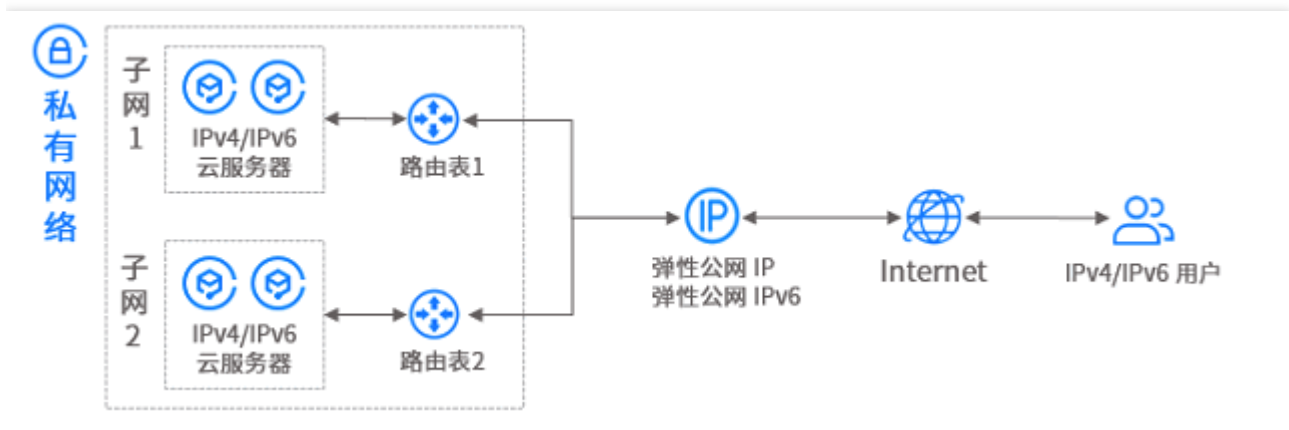 私有网络
子网1
IPv4/IPv6
云服务器
路由表1
子网2
IPv4/IPv6
云服务器
路由表2
IP
弹性公网 IP
弹性公网 IPv6
Internet
IPv4/IPv6 用户